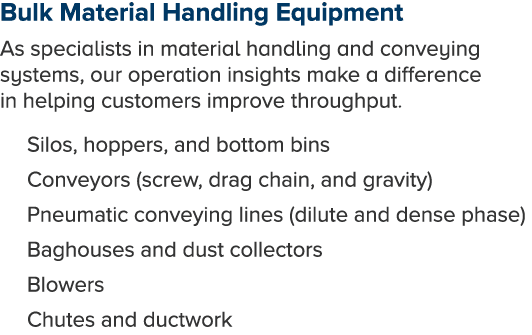 Bulk Material Handling Equipment
As specialists in material handling and conveying
systems, our operation insights make a difference
in helping customers improve throughput.
Silos, hoppers, and bottom bins
Conveyors (screw, drag chain, and gravity)
Pneumatic conveying lines (dilute and dense phase)
Baghouses and dust collectors
Blowers
Chutes and ductwork